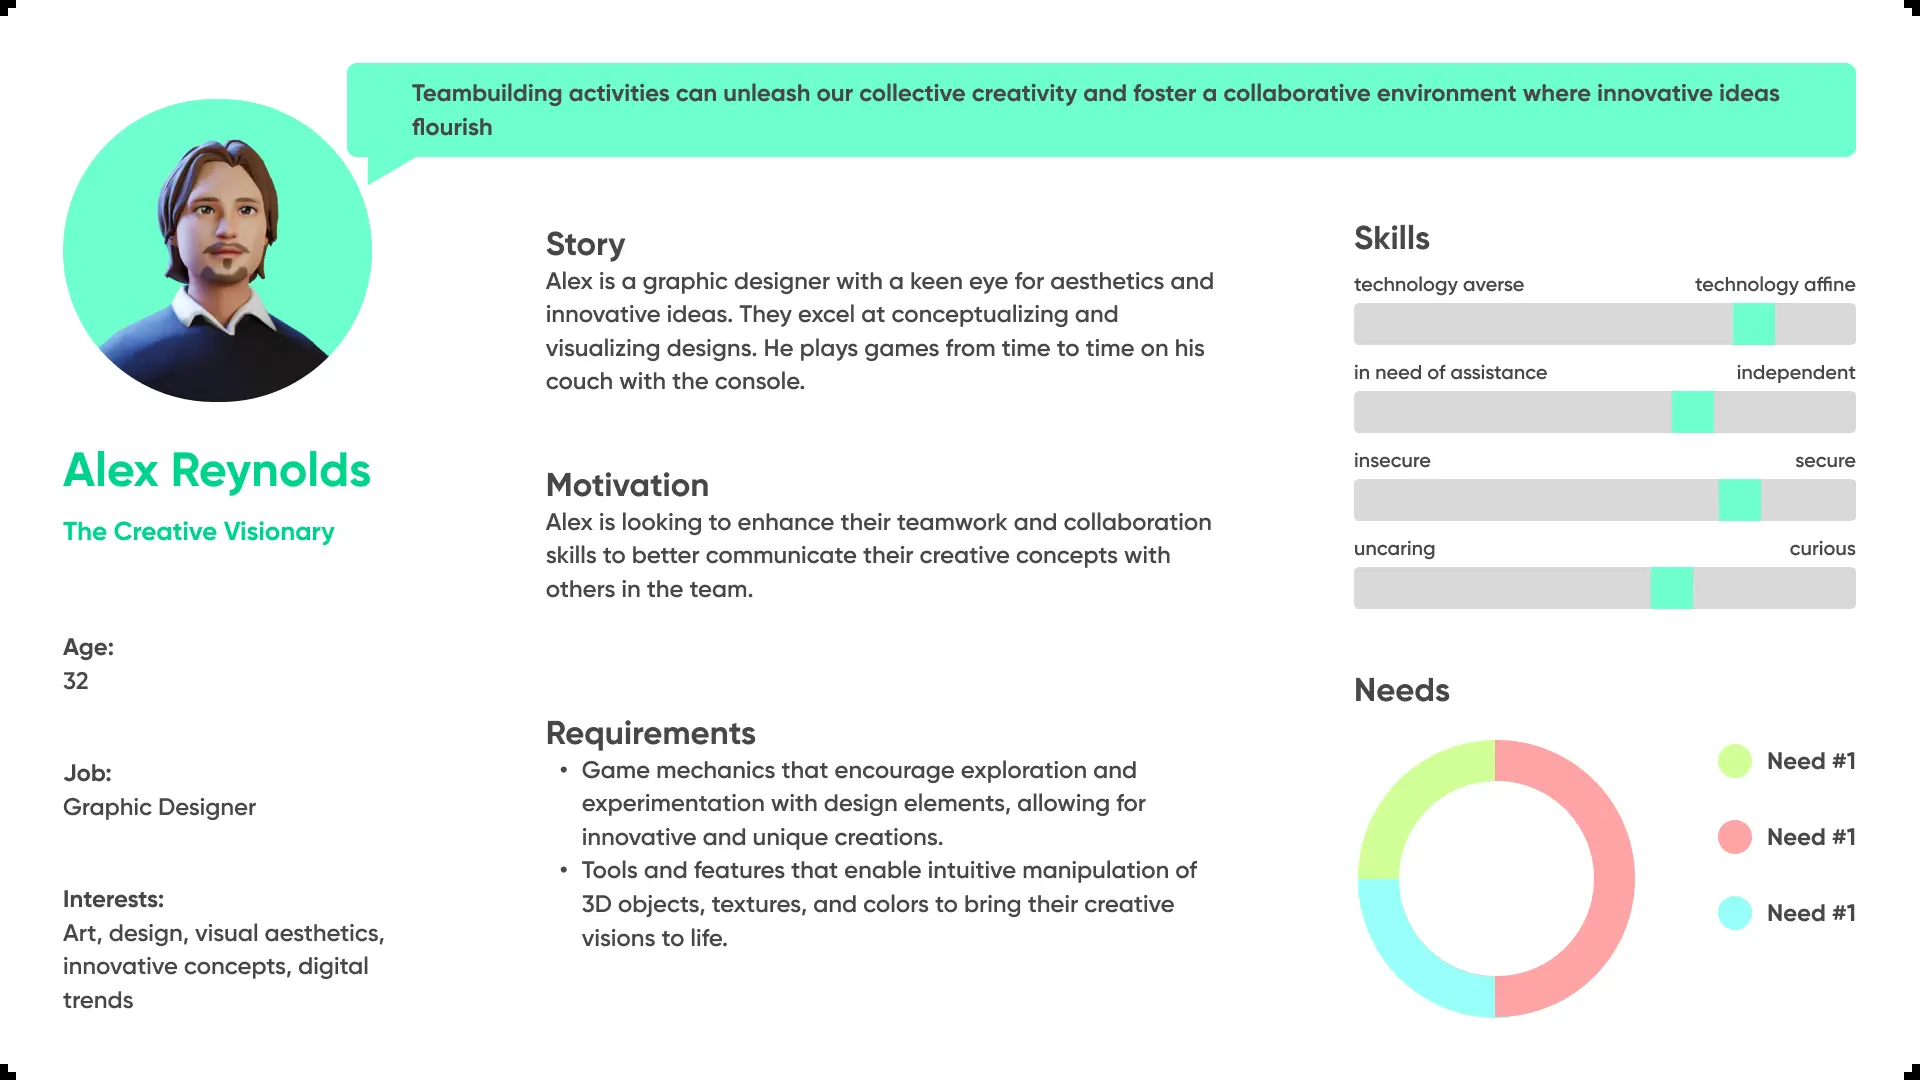 Teambuilding activities can unleash our collective creativity and foster a collaborative environment where innovative ideas
flourish
Alex Reynolds
The Creative Visionary
Age:
32
Job:
Graphic Designer
Interests:
Art, design, visual aesthetics,
innovative concepts, digital
trends
Story
Alex is a graphic designer with a keen eye for aesthetics and
innovative ideas. They excel at conceptualizing and
visualizing designs. He plays games from time to time on his
couch with the console.
Motivation
Alex is looking to enhance their teamwork and collaboration
skills to better communicate their creative concepts with
others in the team.
Requirements
• Game mechanics that encourage exploration and
experimentation with design elements, allowing for
innovative and unique creations.
• Tools and features that enable intuitive manipulation of
3D objects, textures, and colors to bring their creative
visions to life.
Skills
technology averse technology affine
in need of assistance independent
insecure secure
uncaring curious
Needs
Need #1
Need #1
Need #1